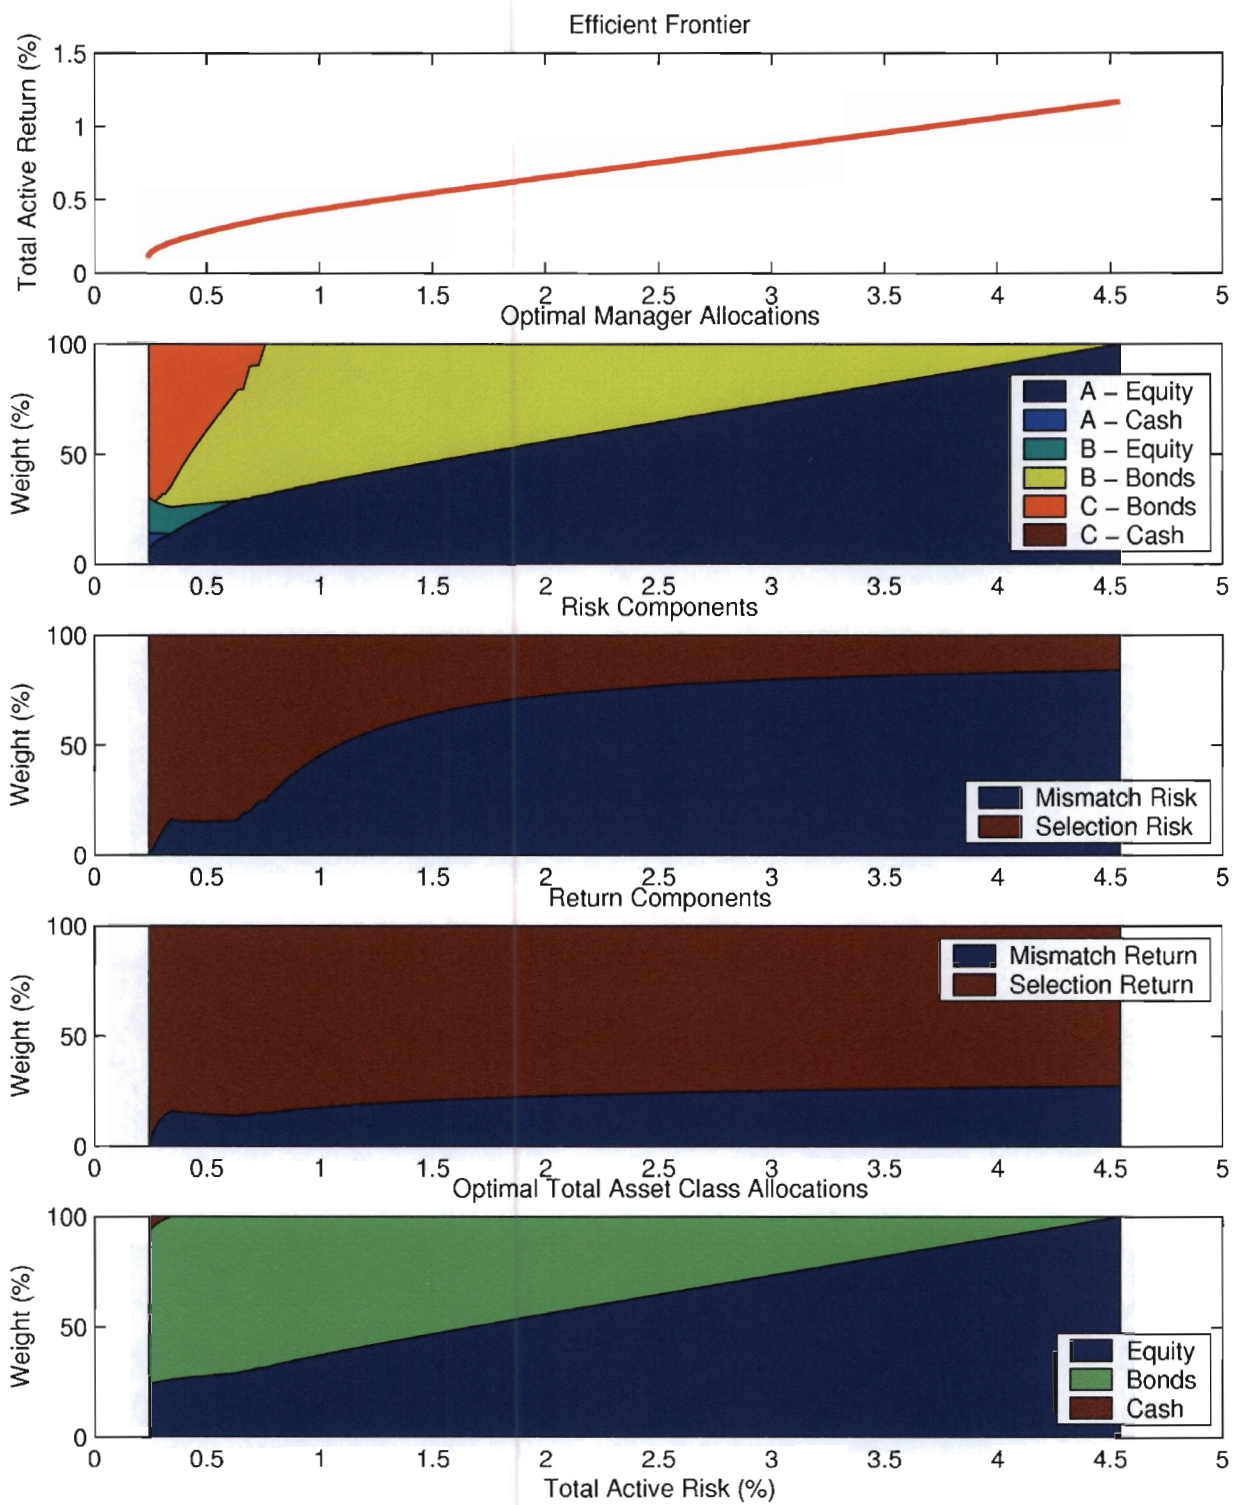 Efficient Frontier
Total Active Return (%)
1.5
1
0.5
0
0 0.5 1 1.5 2 2.5 3 3.5 4 4.5 5
Optimal Manager Allocations
Weight (%)
100
50
0
A – Equity
A – Cash
B – Equity
B – Bonds
C – Bonds
C – Cash
0 0.5 1 1.5 2 2.5 3 3.5 4 4.5 5
Risk Components
Weight (%)
100
50
0
Mismatch Risk
Selection Risk
0 0.5 1 1.5 2 2.5 3 3.5 4 4.5 5
Return Components
Weight (%)
100
50
0
Mismatch Return
Selection Return
0 0.5 1 1.5 2 2.5 3 3.5 4 4.5 5
Optimal Total Asset Class Allocations
Weight (%)
100
50
0
Equity
Bonds
Cash
0 0.5 1 1.5 2 2.5 3 3.5 4 4.5 5
Total Active Risk (%)